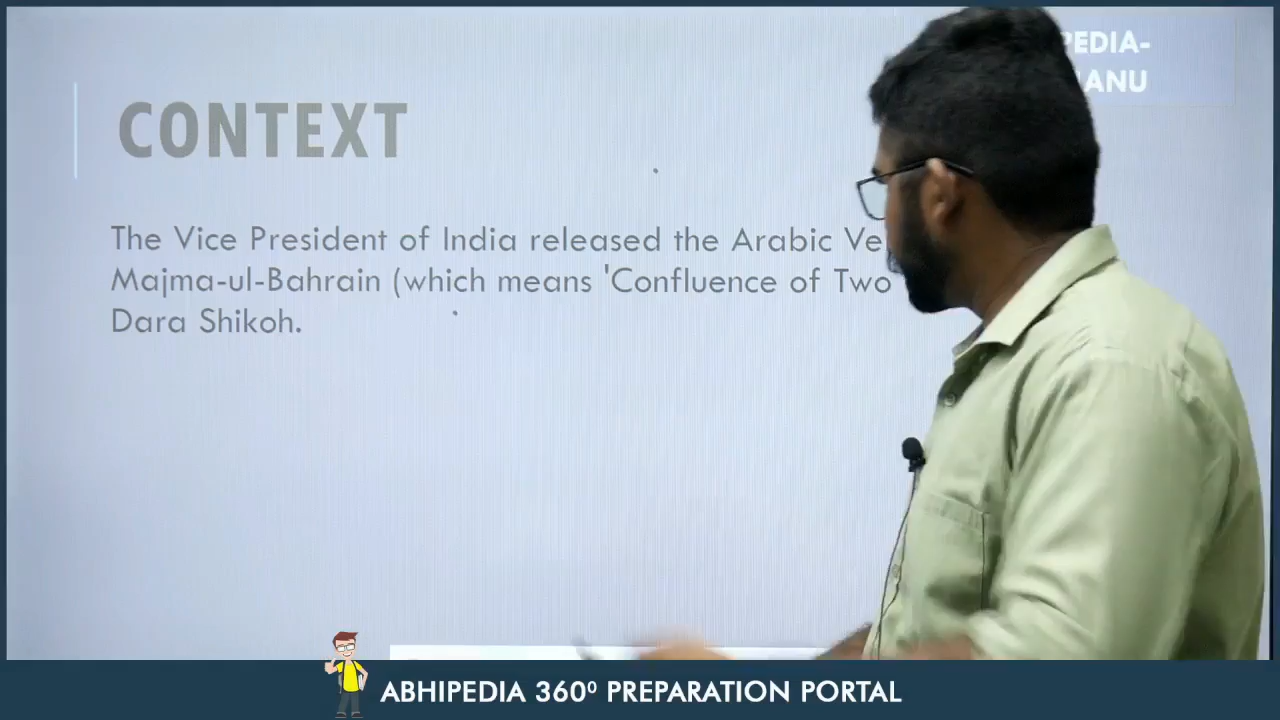 PEDIA-
ANU
CONTEXT
The Vice President of India released the Arabic
Majma-ul-Bahrain (which means 'Confluence of Two
Dara Shikoh.
ABHIPEDIA 360⁰ PREPARATION PORTAL